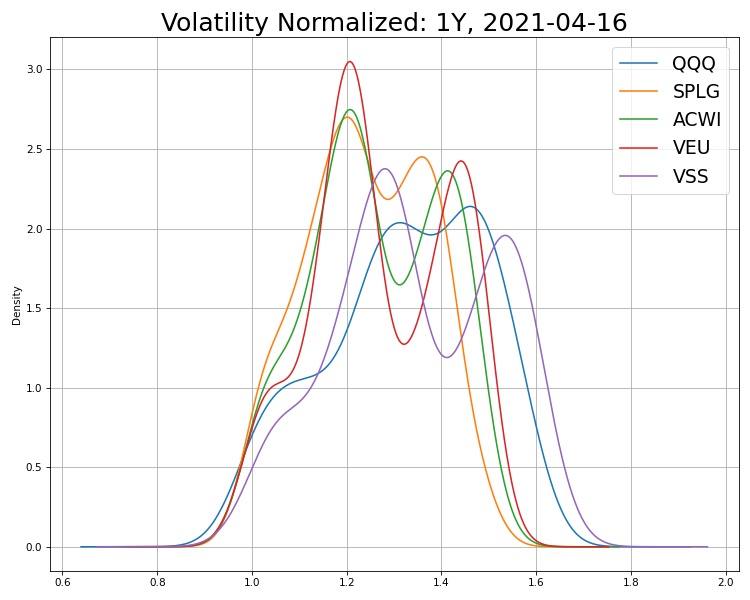 Volatility Normalized: 1Y, 2021-04-16
QQQ
SPLG
ACWI
VEU
VSS
Density
3.0
2.5
2.0
1.5
1.0
0.5
0.0
0.6 0.8 1.0 1.2 1.4 1.6 1.8 2.0